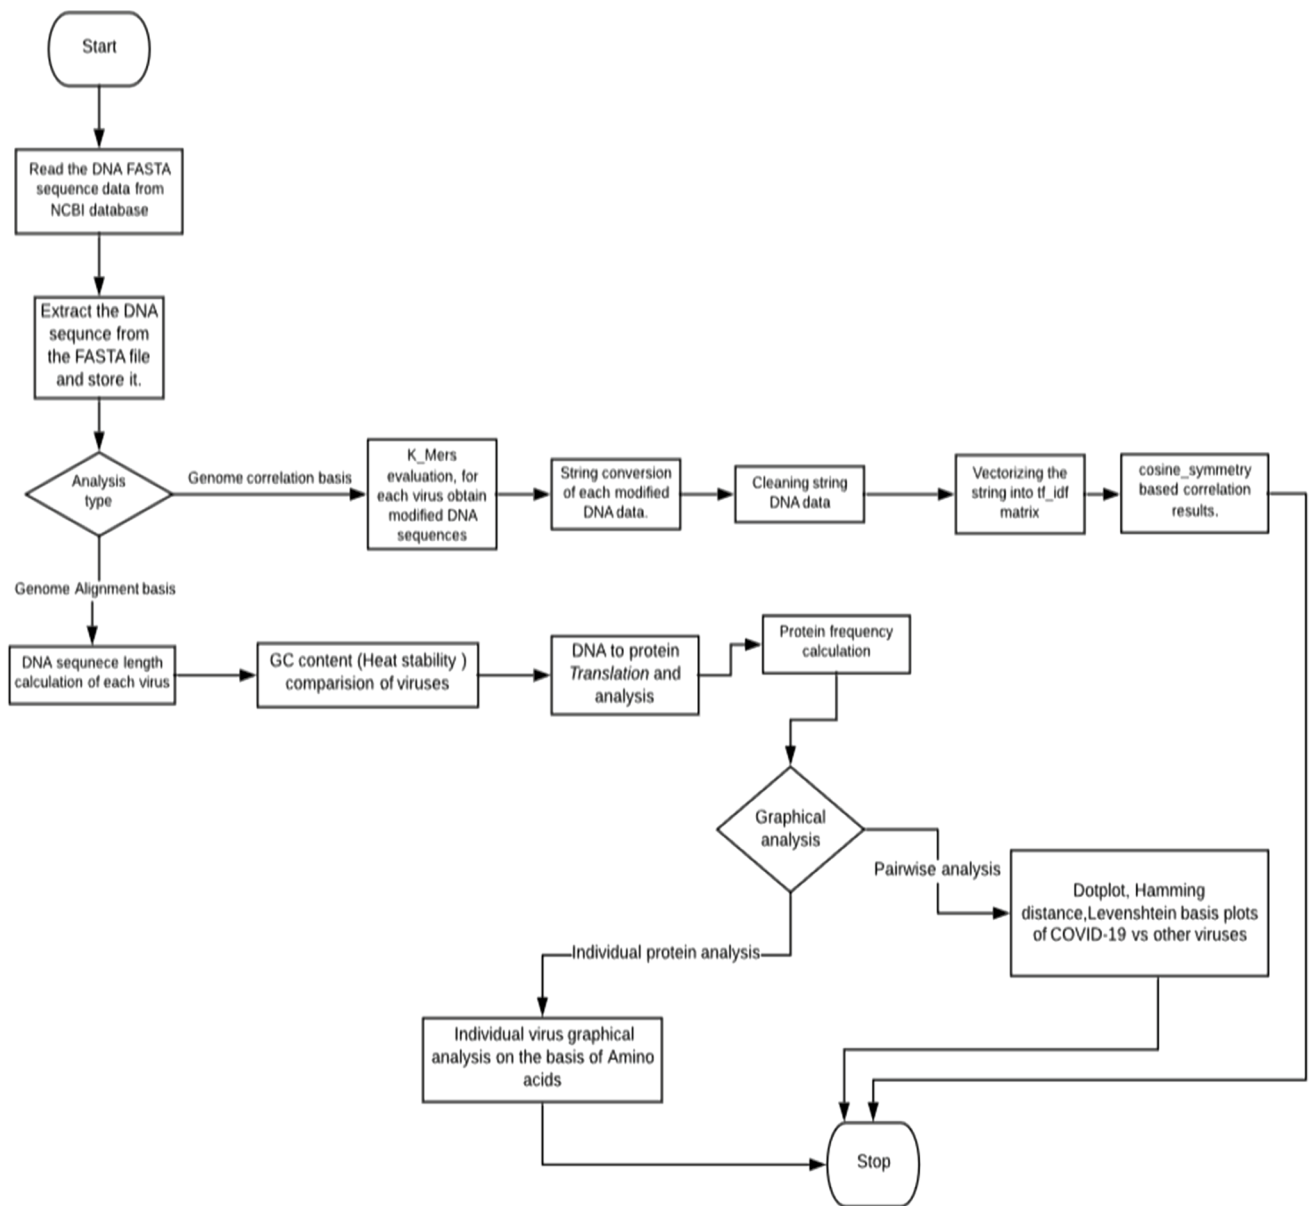 Start
Read the DNA FASTA
sequence data from
NCBI database
Extract the DNA
sequnce from
the FASTA file
and store it.
Analysis
type
Genome correlation basis
K_Mers
evaluation, for
each virus obtain
modified DNA
sequences
String conversion
of each modified
DNA data.
Cleaning string
DNA data
Vectorizing the
string into tf_idf
matrix
cosine_symmetry
based correlation
results.
Genome Alignment basis
DNA sequnece length
calculation of each virus
GC content (Heat stability )
comparision of viruses
DNA to protein
Translation and
analysis
Protein frequency
calculation
Graphical
analysis
Pairwise analysis
Dotplot, Hamming
distance,Levenshtein basis plots
of COVID-19 vs other viruses
Individual protein analysis
Individual virus graphical
analysis on the basis of Amino
acids
Stop